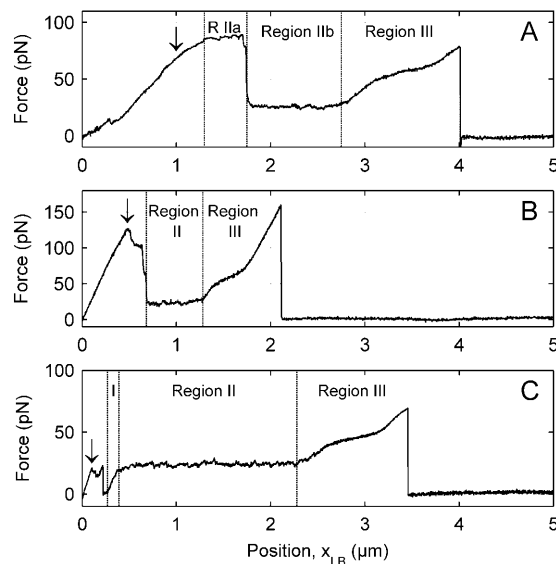 100
50
0
Force (pN)
R IIa
Region IIb
Region III
A
0 1 2 3 4 5
150
100
50
0
Force (pN)
Region
II
Region
III
B
0 1 2 3 4 5
100
50
0
Force (pN)
I
Region II
Region III
C
0 1 2 3 4 5
Position, x_LB (μm)